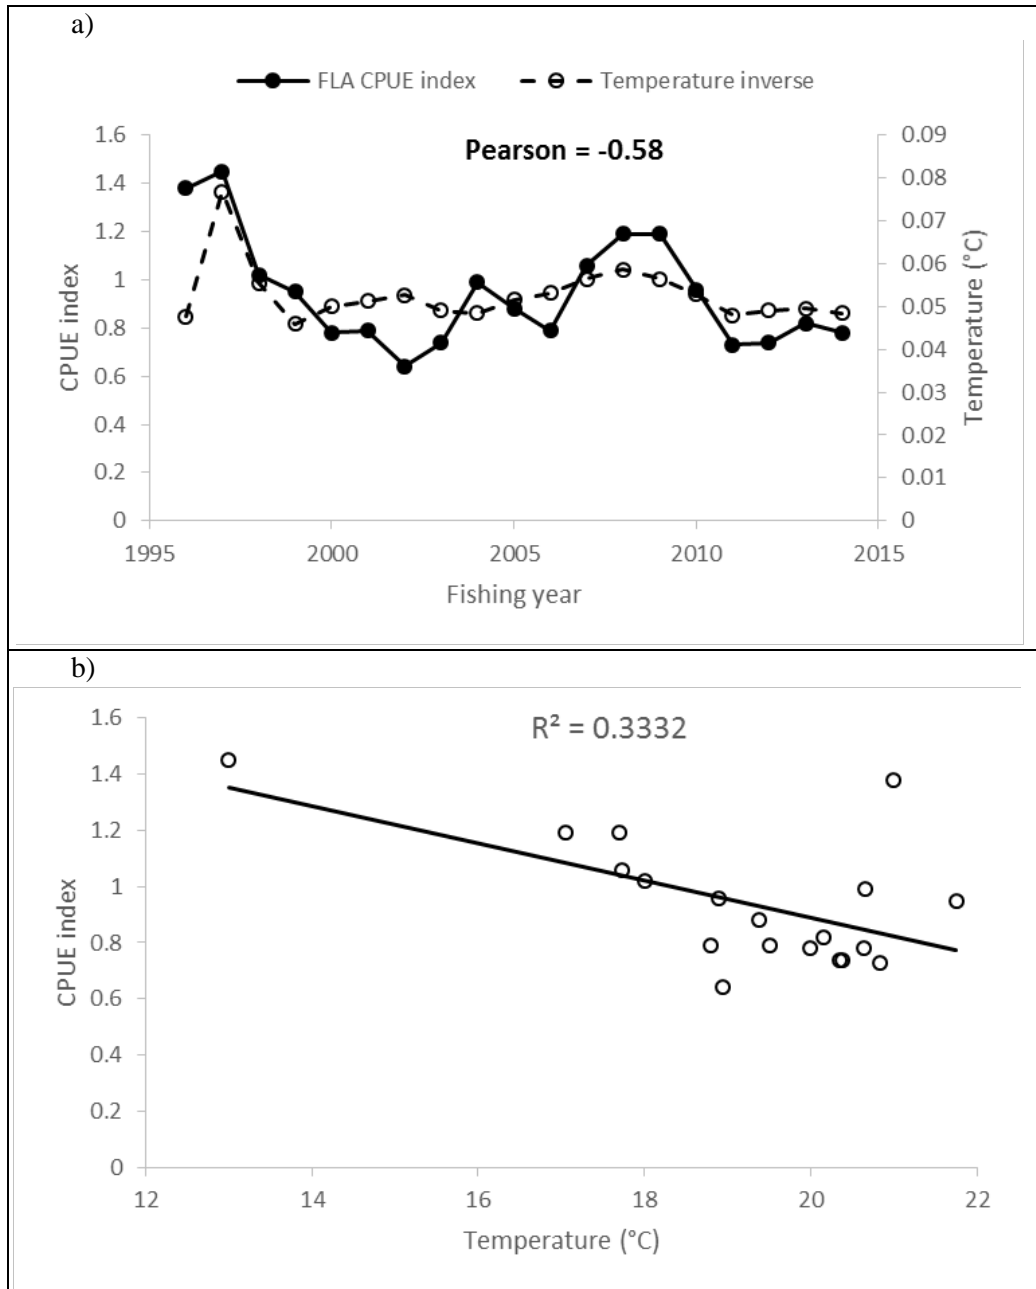 a)
FLA CPUE index
Temperature inverse
Pearson = -0.58
1.6
1.4
1.2
1
0.8
0.6
0.4
0.2
0
CPUE index
0.09
0.08
0.07
0.06
0.05
0.04
0.03
0.02
0.01
0
Temperature (°C)
1995 2000 2005 2010 2015
Fishing year
b)
R² = 0.3332
1.6
1.4
1.2
1
0.8
0.6
0.4
0.2
0
CPUE index
12 14 16 18 20 22
Temperature (°C)